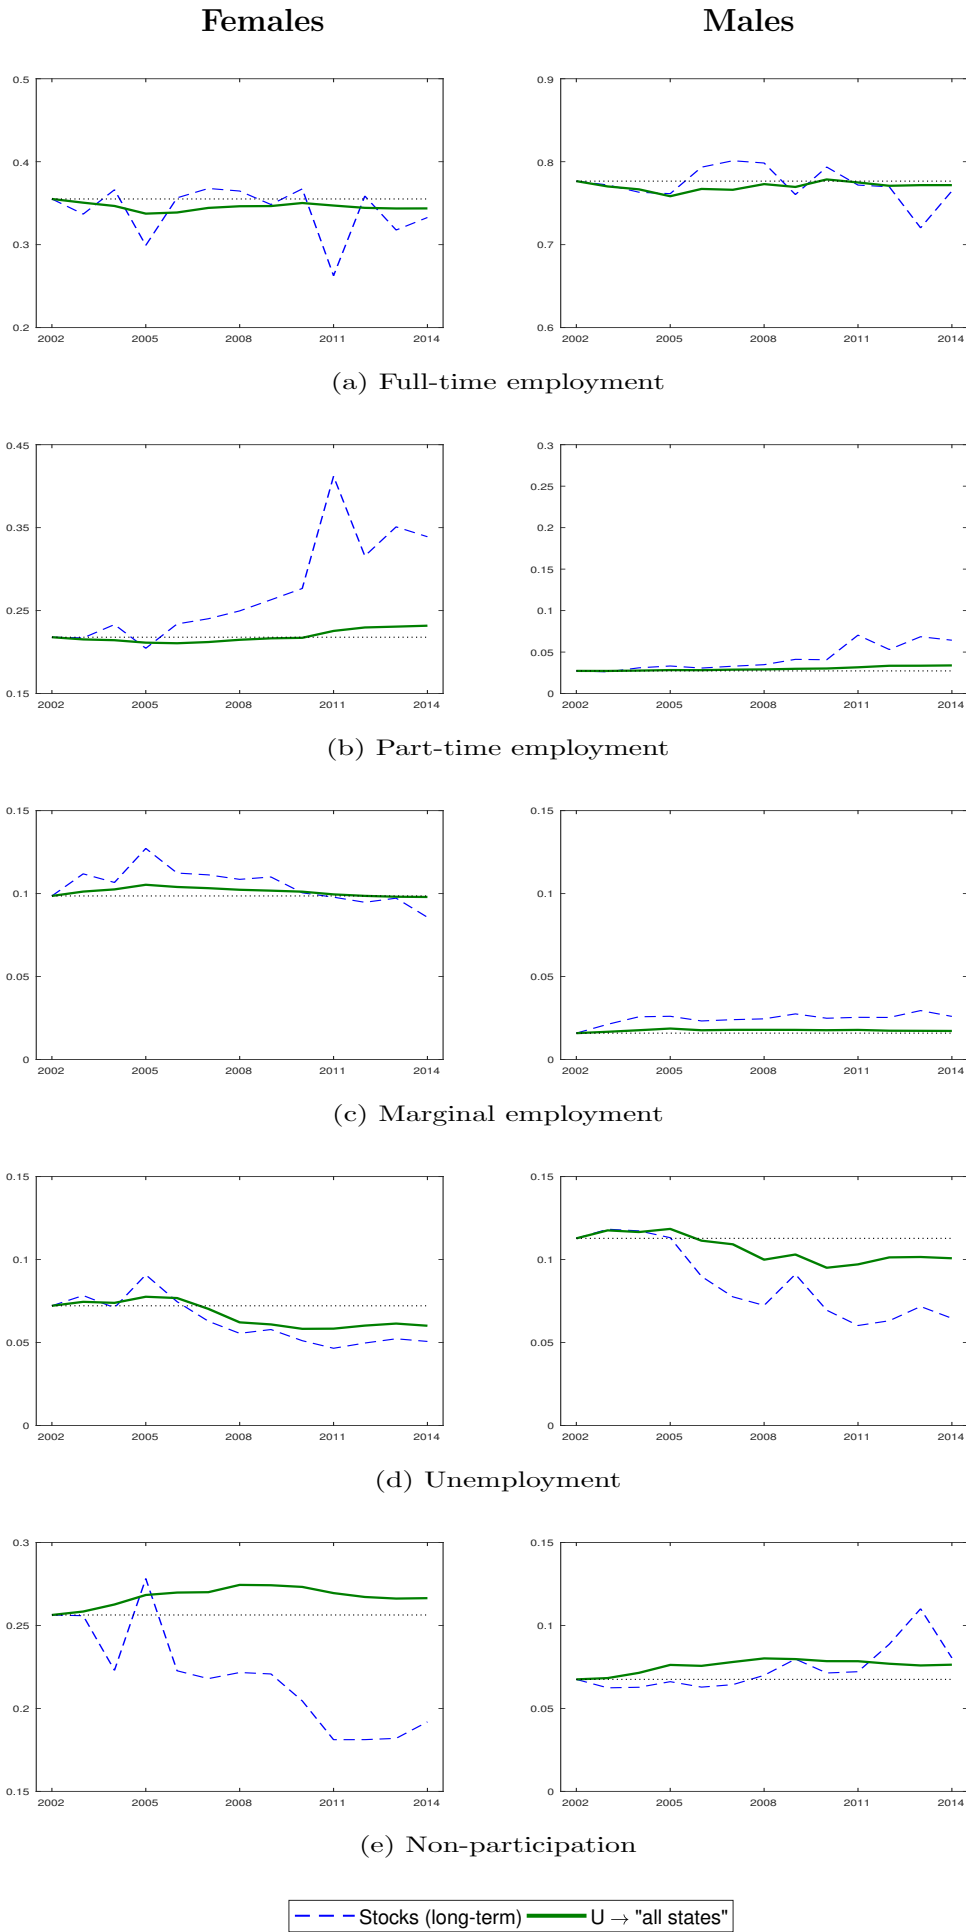 Females Males
0.5
0.4
0.3
0.2
2002 2005 2008 2011 2014
0.9
0.8
0.7
0.6
2002 2005 2008 2011 2014
(a) Full-time employment
0.45
0.35
0.25
0.15
2002 2005 2008 2011 2014
0.3
0.25
0.2
0.15
0.1
0.05
0
2002 2005 2008 2011 2014
(b) Part-time employment
0.15
0.1
0.05
0
2002 2005 2008 2011 2014
0.15
0.1
0.05
0
2002 2005 2008 2011 2014
(c) Marginal employment
0.15
0.1
0.05
0
2002 2005 2008 2011 2014
0.15
0.1
0.05
0
2002 2005 2008 2011 2014
(d) Unemployment
0.3
0.25
0.2
0.15
2002 2005 2008 2011 2014
0.15
0.1
0.05
0
2002 2005 2008 2011 2014
(e) Non-participation
Stocks (long-term) U → "all states"